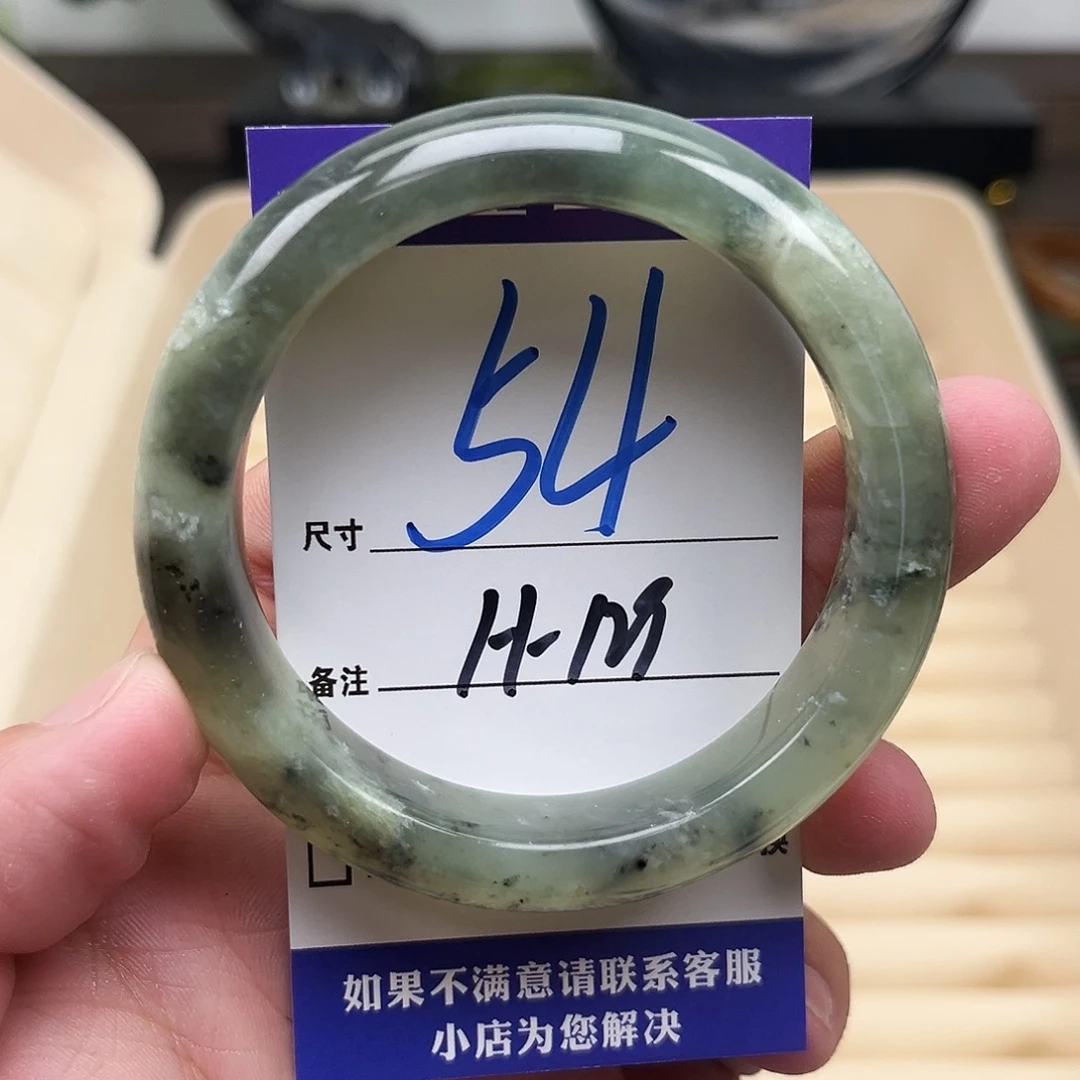 尺寸 54
备注 H-M
换
如果不满意请联系客服
小店为您解决